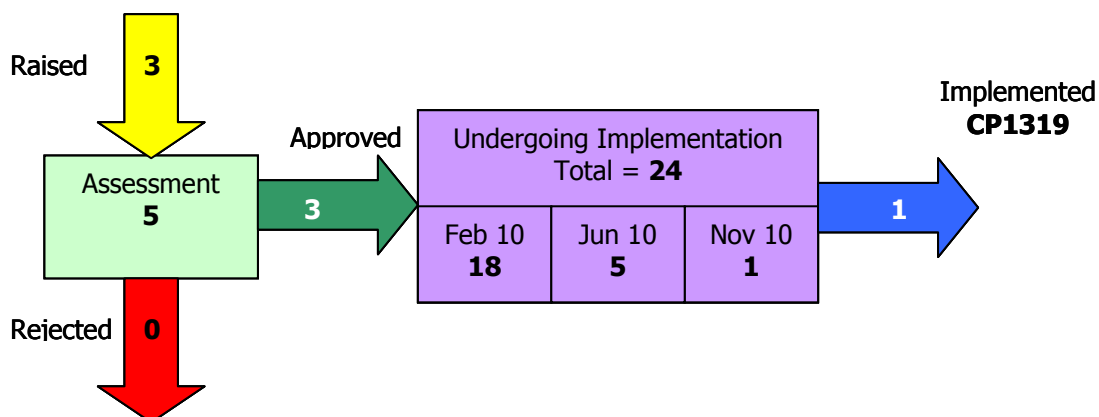 Raised
3
Implemented
CP1319
Approved
Undergoing Implementation
Total = 24
Assessment
5
3
1
Feb 10
18
Jun 10
5
Nov 10
1
Rejected
0